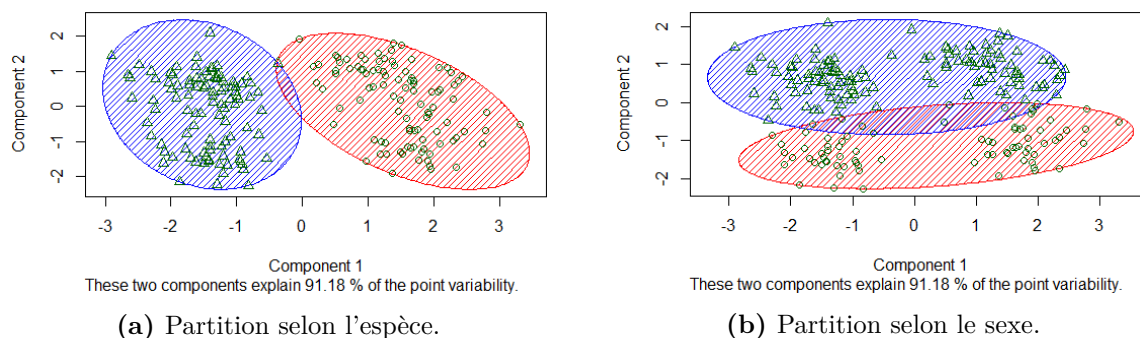 Component 2
2
1
0
-1
-2
-3 -2 -1 0 1 2 3
Component 1
These two components explain 91.18 % of the point variability.
(a) Partition selon l'espèce.
Component 2
2
1
0
-1
-2
-3 -2 -1 0 1 2 3
Component 1
These two components explain 91.18 % of the point variability.
(b) Partition selon le sexe.